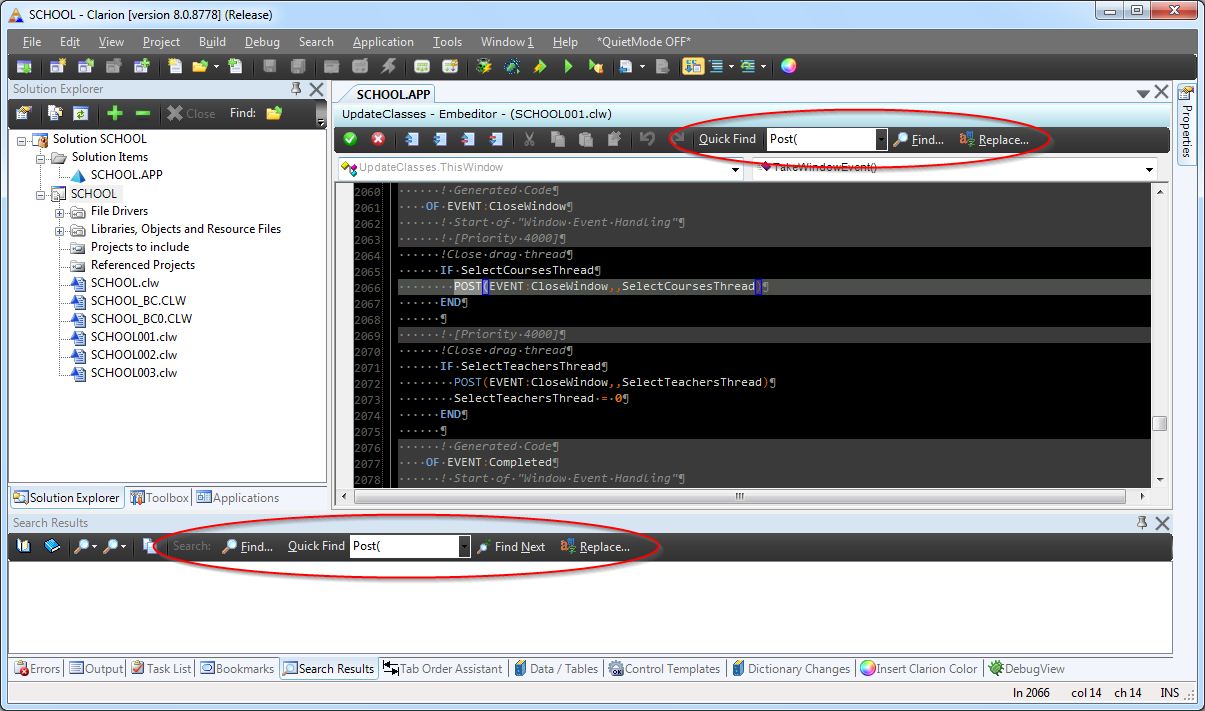 SCHOOL - Clarion [version 8.0.8778] (Release)
File Edit View Project Build Debug Search Application Tools Window 1 Help *QuietMode OFF*
Solution Explorer
Close Find:
Solution SCHOOL
Solution Items
SCHOOL.APP
SCHOOL
File Drivers
Libraries, Objects and Resource Files
Projects to include
Referenced Projects
SCHOOL.clw
SCHOOL_BC.CLW
SCHOOL_BC0.CLW
SCHOOL001.clw
SCHOOL002.clw
SCHOOL003.clw
Solution Explorer Toolbox Applications
SCHOOL.APP
UpdateClasses - Embeditor - (SCHOOL001.clw)
Quick Find Post( Find... Replace...
UpdateClasses.ThisWindow TakeWindowEvent()
2060 ······!·Generated·Code¶
2061 ····OF·EVENT:CloseWindow¶
2062 ······!·Start·of·"Window·Event·Handling"¶
2063 ······!·[Priority·4000]¶
2064 ······!Close·drag·thread¶
2065 ······IF·SelectCoursesThread¶
2066 ········POST(EVENT:CloseWindow,,SelectCoursesThread)¶
2067 ······END¶
2068 ······¶
2069 ······!·[Priority·4000]¶
2070 ······!Close·drag·thread¶
2071 ······IF·SelectTeachersThread¶
2072 ········POST(EVENT:CloseWindow,,SelectTeachersThread)¶
2073 ········SelectTeachersThread·=·0¶
2074 ······END¶
2075 ······¶
2076 ······!·Generated·Code¶
2077 ····OF·EVENT:Completed¶
2078 ······!·Start·of·"Window·Event·Handling"¶
Properties
Search Results
Search: Find... Quick Find Post( Find Next Replace...
Errors Output Task List Bookmarks Search Results Tab Order Assistant Data / Tables Control Templates Dictionary Changes Insert Clarion Color DebugView
ln 2066 col 14 ch 14 INS